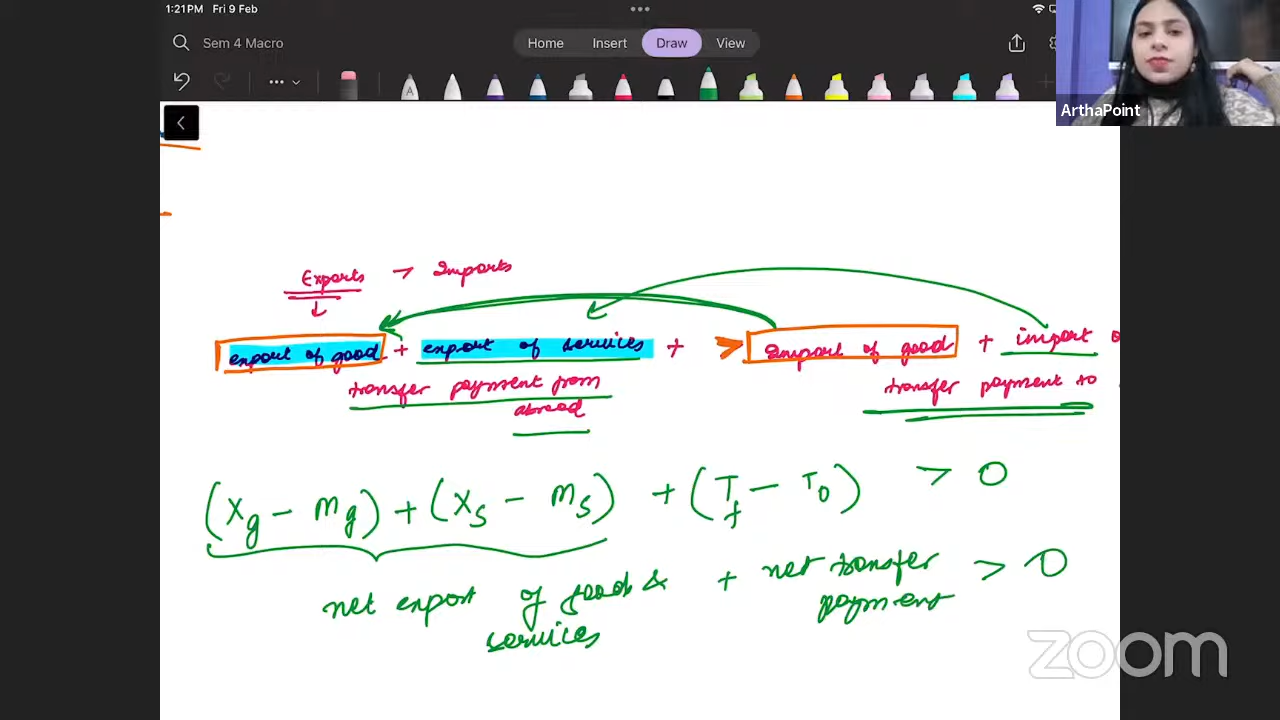 1:21PM Fri 9 Feb
Sem 4 Macro
Home Insert Draw View
ArthaPoint
Exports > Imports
export of good + export of services + > Import of good + import o
transfer payment from transfer payment to
abroad
(Xg - mg) + (Xs - ms) + (Tf - To) > 0
net export of good & + net transfer > 0
services payment
zoom